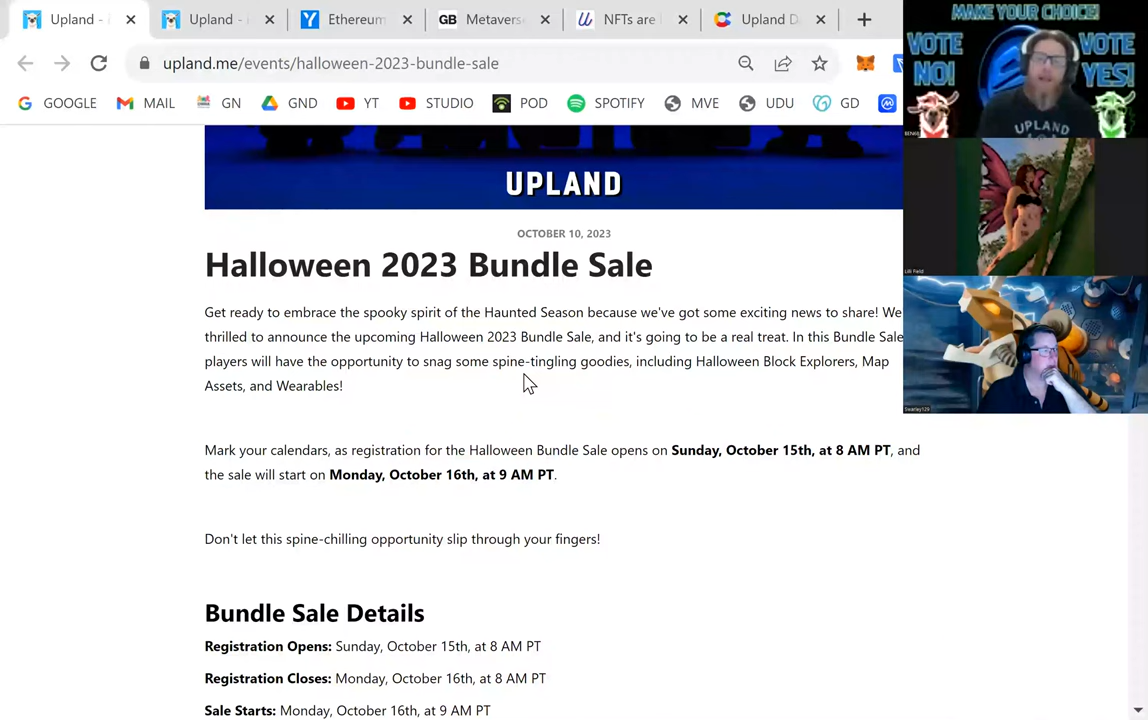 Upland -
Upland -
Ethereum
GB Metavers
NFTs are
Upland D
upland.me/events/halloween-2023-bundle-sale
GOOGLE MAIL GN GND YT STUDIO POD SPOTIFY MVE UDU GD
MAKE YOUR CHOICE!
VOTE NO!
VOTE YES!
UPLAND
Lilli Field
Swarley129
UPLAND
OCTOBER 10, 2023
Halloween 2023 Bundle Sale
Get ready to embrace the spooky spirit of the Haunted Season because we've got some exciting news to share! We
thrilled to announce the upcoming Halloween 2023 Bundle Sale, and it's going to be a real treat. In this Bundle Sale
players will have the opportunity to snag some spine-tingling goodies, including Halloween Block Explorers, Map
Assets, and Wearables!
Mark your calendars, as registration for the Halloween Bundle Sale opens on Sunday, October 15th, at 8 AM PT, and
the sale will start on Monday, October 16th, at 9 AM PT.
Don't let this spine-chilling opportunity slip through your fingers!
Bundle Sale Details
Registration Opens: Sunday, October 15th, at 8 AM PT
Registration Closes: Monday, October 16th, at 8 AM PT
Sale Starts: Monday, October 16th, at 9 AM PT